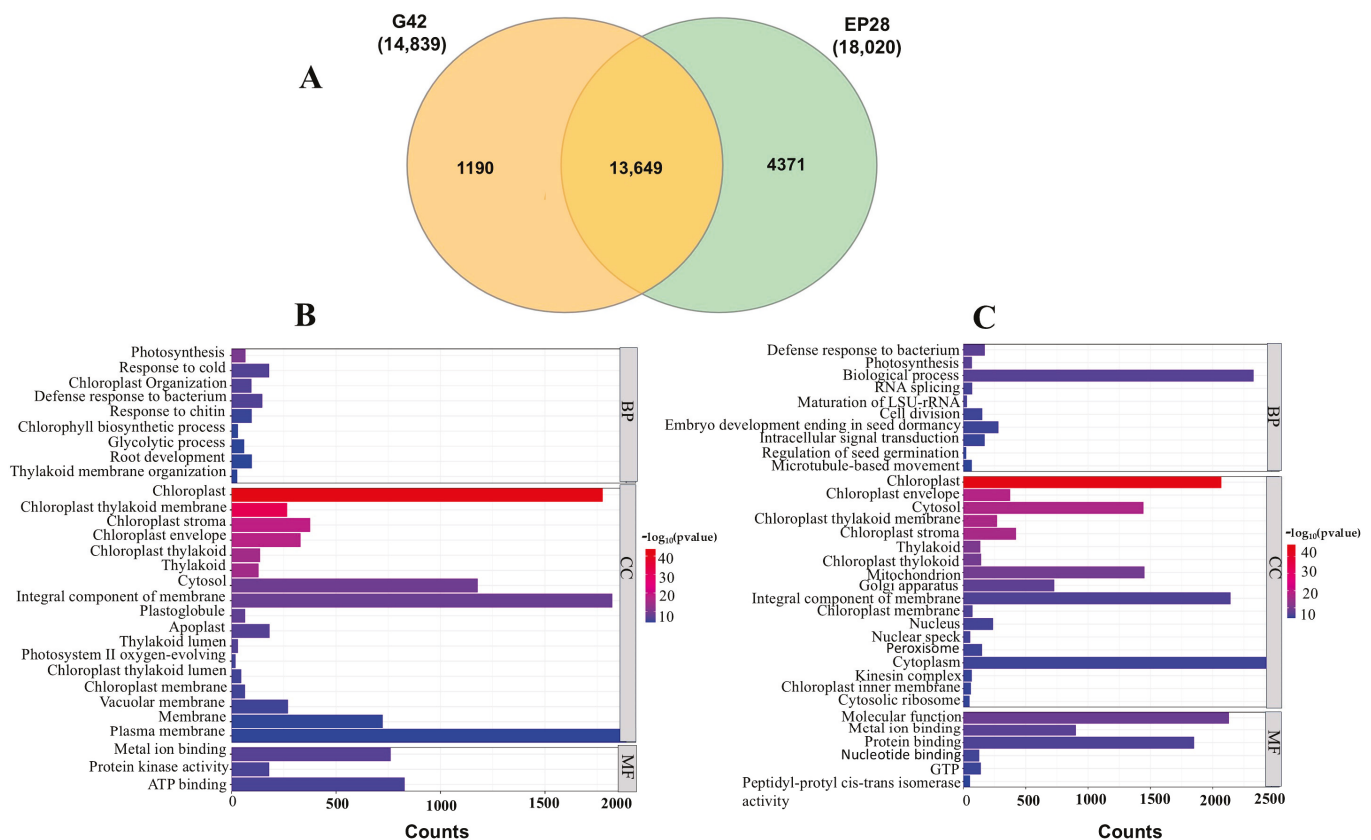 G42
(14,839)
EP28
(18,020)
A
1190
13,649
4371
B
Photosynthesis
Response to cold
Chloroplast Organization
Defense response to bacterium
Response to chitin
Chlorophyll biosynthetic process
Glycolytic process
Root development
Thylakoid membrane organization
BP
Chloroplast
Chloroplast thylakoid membrane
Chloroplast stroma
Chloroplast envelope
Chloroplast thylakoid
Thylakoid
Cytosol
Integral component of membrane
Plastoglobule
Apoplast
Thylakoid lumen
Photosystem II oxygen-evolving
Chloroplast thylakoid lumen
Chloroplast membrane
Vacuolar membrane
Membrane
Plasma membrane
CC
Metal ion binding
Protein kinase activity
ATP binding
MF
0 500 1000 1500 2000
Counts
-log10(pvalue)
40
30
20
10
C
Defense response to bacterium
Photosynthesis
Biological process
RNA splicing
Maturation of LSU-rRNA
Cell division
Embryo development ending in seed dormancy
Intracellular signal transduction
Regulation of seed germination
Microtubule-based movement
BP
Chloroplast
Chloroplast envelope
Cytosol
Chloroplast thylakoid membrane
Chloroplast stroma
Thylakoid
Chloroplast thylokoid
Mitochondrion
Golgi apparatus
Integral component of membrane
Chloroplast membrane
Nucleus
Nuclear speck
Peroxisome
Cytoplasm
Kinesin complex
Chloroplast inner membrane
Cytosolic ribosome
CC
Molecular function
Metal ion binding
Protein binding
Nucleotide binding
GTP
Peptidyl-protyl cis-trans isomerase
activity
MF
0 500 1000 1500 2000 2500
Counts
-log10(pvalue)
40
30
20
10